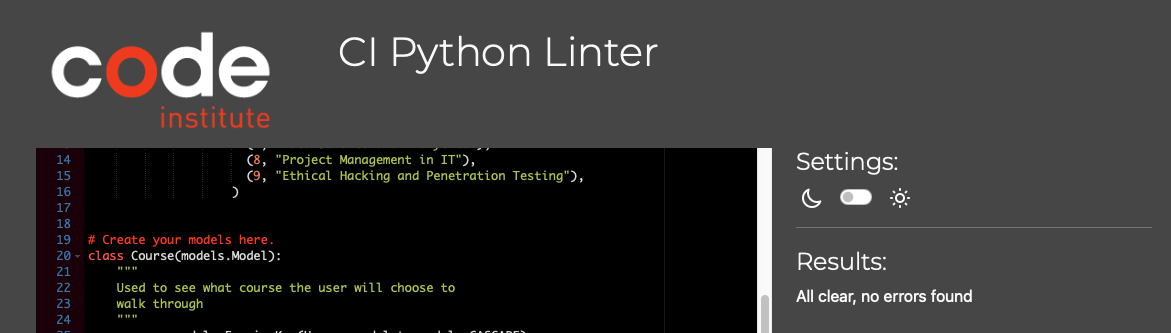 code
institute
CI Python Linter
14 (8, "Project Management in IT"),
15 (9, "Ethical Hacking and Penetration Testing"),
16 )
17
18
19 # Create your models here.
20 class Course(models.Model):
21 """
22 Used to see what course the user will choose to
23 walk through
24 """
Settings:
Results:
All clear, no errors found